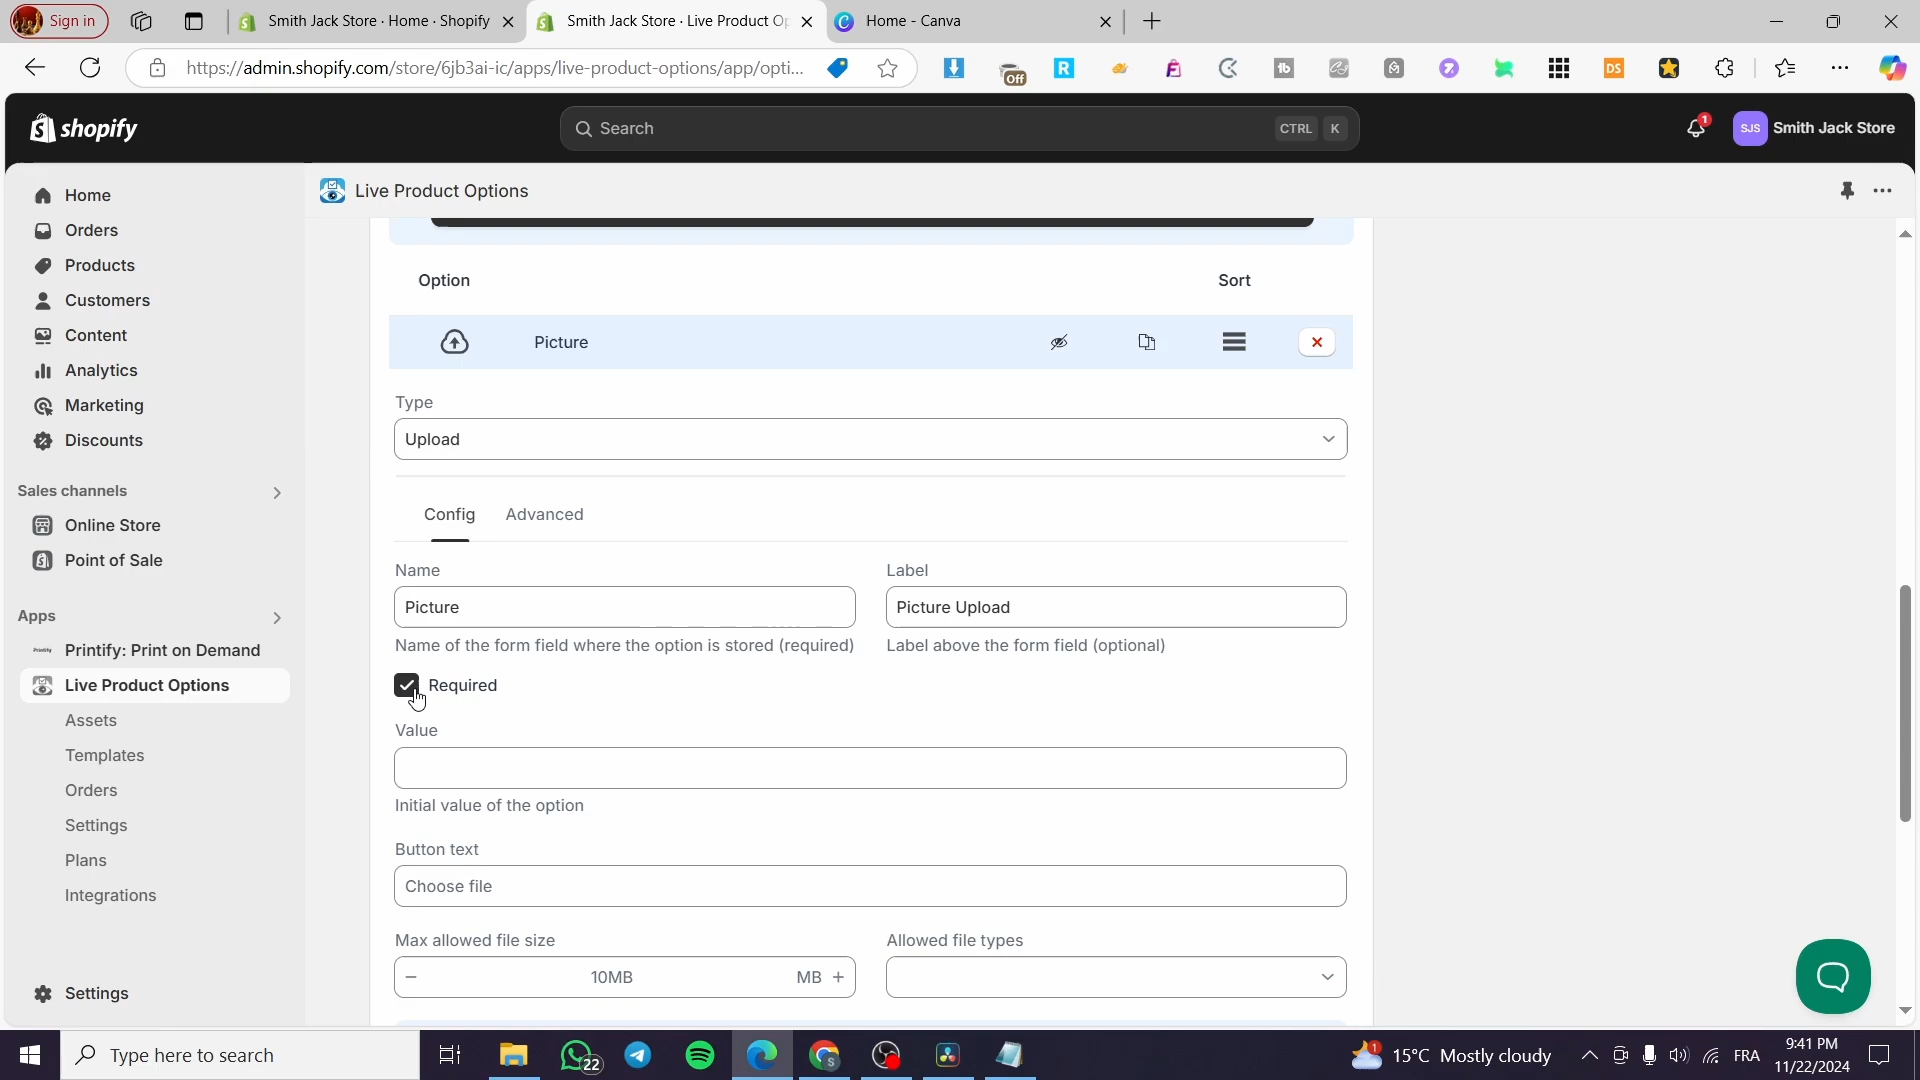 Sign in
Smith Jack Store · Home · Shopify
Smith Jack Store · Live Product Op
Home - Canva
https://admin.shopify.com/store/6jb3ai-ic/apps/live-product-options/app/opti...
Off
R
tb
DS
shopify
Search
CTRL K
1
SJS Smith Jack Store
Home
Orders
Products
Customers
Content
Analytics
Marketing
Discounts
Sales channels
Online Store
Point of Sale
Apps
Printify: Print on Demand
Live Product Options
Assets
Templates
Orders
Settings
Plans
Integrations
Settings
Live Product Options
Option Sort
Picture
Type
Upload
Config Advanced
Name Label
Picture Picture Upload
Name of the form field where the option is stored (required) Label above the form field (optional)
Required
Value
Initial value of the option
Button text
Choose file
Max allowed file size Allowed file types
10MB MB
Type here to search
22
1
15°C Mostly cloudy
FRA
9:41 PM
11/22/2024